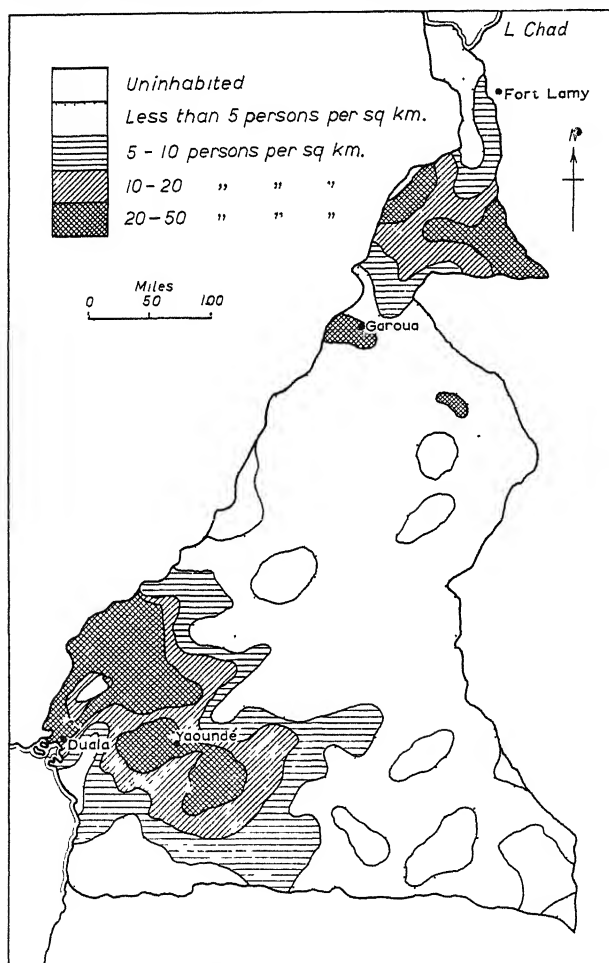 L Chad
Uninhabited
Fort Lamy
Less than 5 persons per sq km.
5 - 10 persons per sq km.
10 - 20 " " "
20 - 50 " " "
Miles
0 50 100
Garoua
Duala
Yaoundé